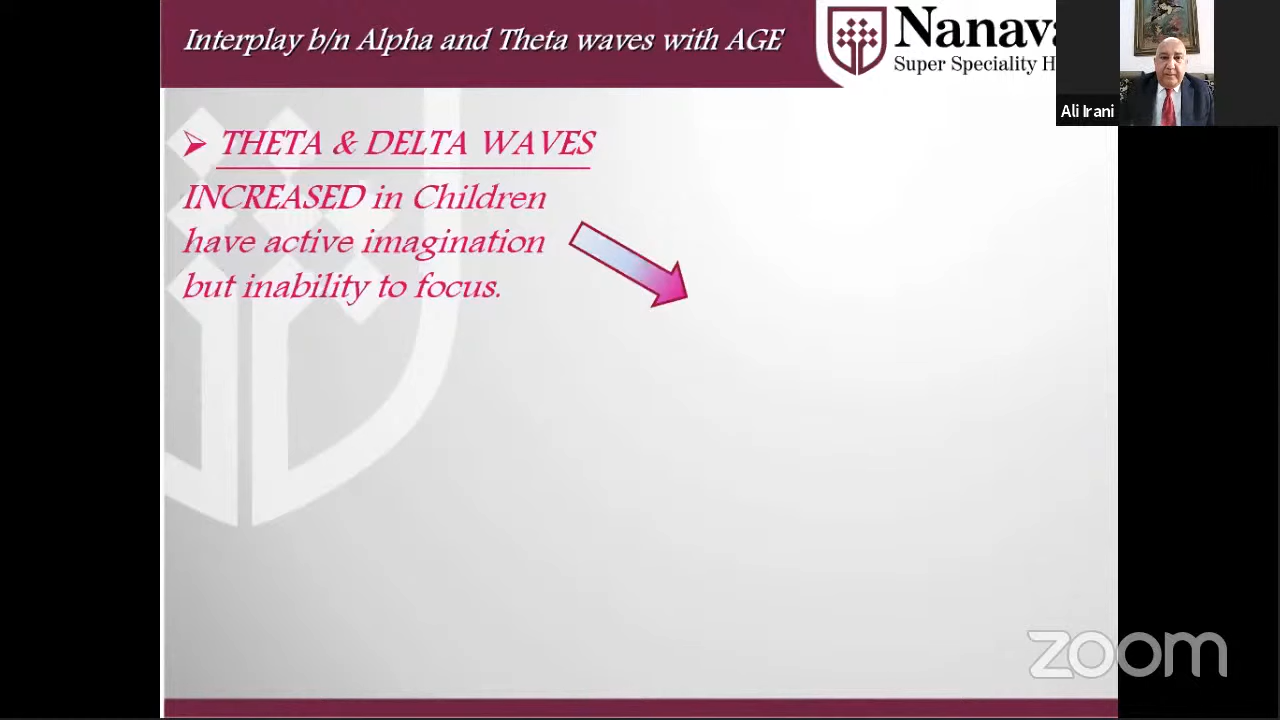 Interplay b/n Alpha and Theta waves with AGE
Nanava
Super Speciality H
Ali Irani
THETA & DELTA WAVES
INCREASED in Children
have active imagination
but inability to focus.
zoom